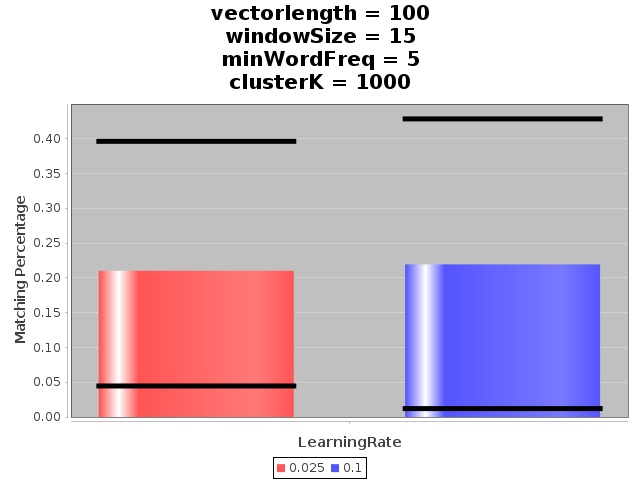 vectorlength = 100
windowSize = 15
minWordFreq = 5
clusterK = 1000
Matching Percentage
0.40
0.35
0.30
0.25
0.20
0.15
0.10
0.05
0.00
LearningRate
0.025 0.1